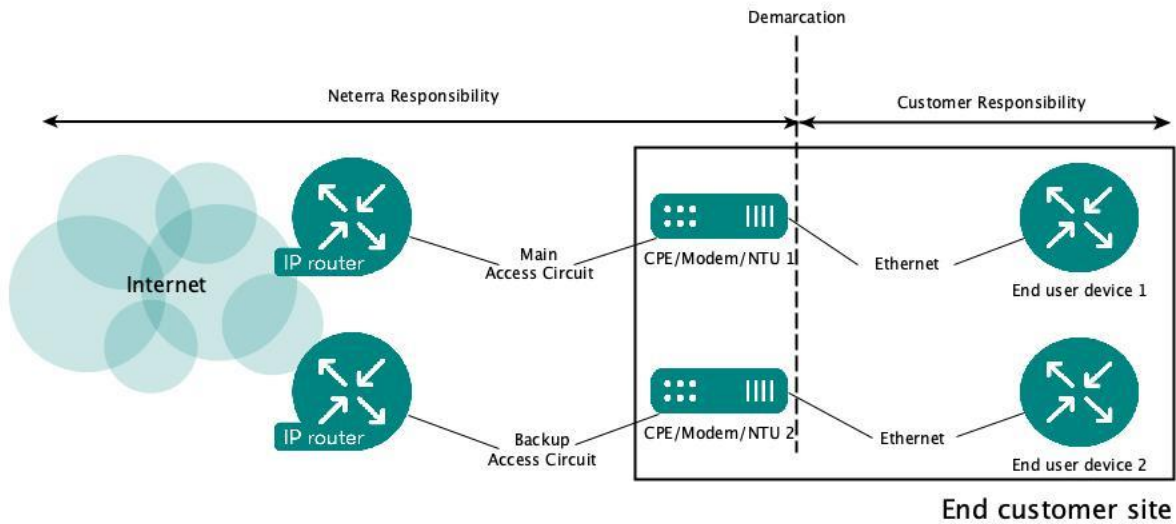 Demarcation
Neterra Responsibility
Customer Responsibility
Internet
IP router
Main
Access Circuit
CPE/Modem/NTU 1
Ethernet
End user device 1
IP router
Backup
Access Circuit
CPE/Modem/NTU 2
Ethernet
End user device 2
End customer site